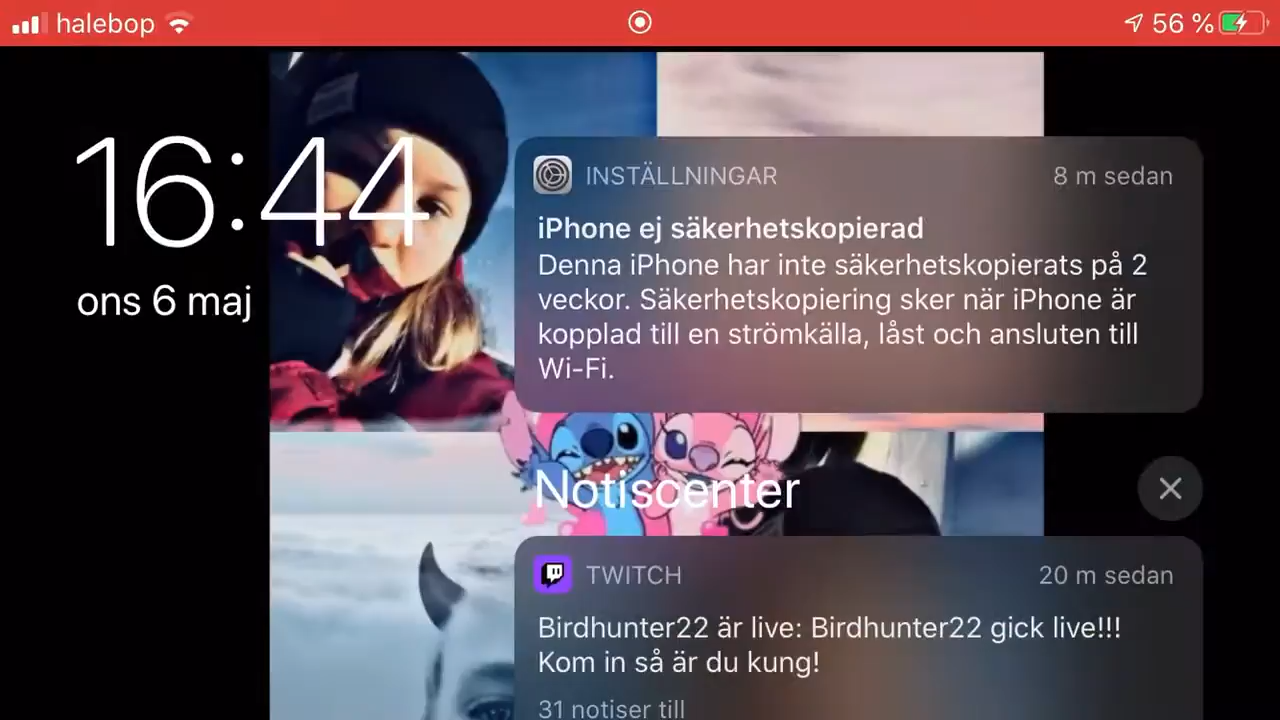 halebop
56 %
16:44
ons 6 maj
INSTÄLLNINGAR
8 m sedan
iPhone ej säkerhetskopierad
Denna iPhone har inte säkerhetskopierats på 2
veckor. Säkerhetskopiering sker när iPhone är
kopplad till en strömkälla, låst och ansluten till
Wi-Fi.
Notiscenter
TWITCH
20 m sedan
Birdhunter22 är live: Birdhunter22 gick live!!!
Kom in så är du kung!
31 notiser till